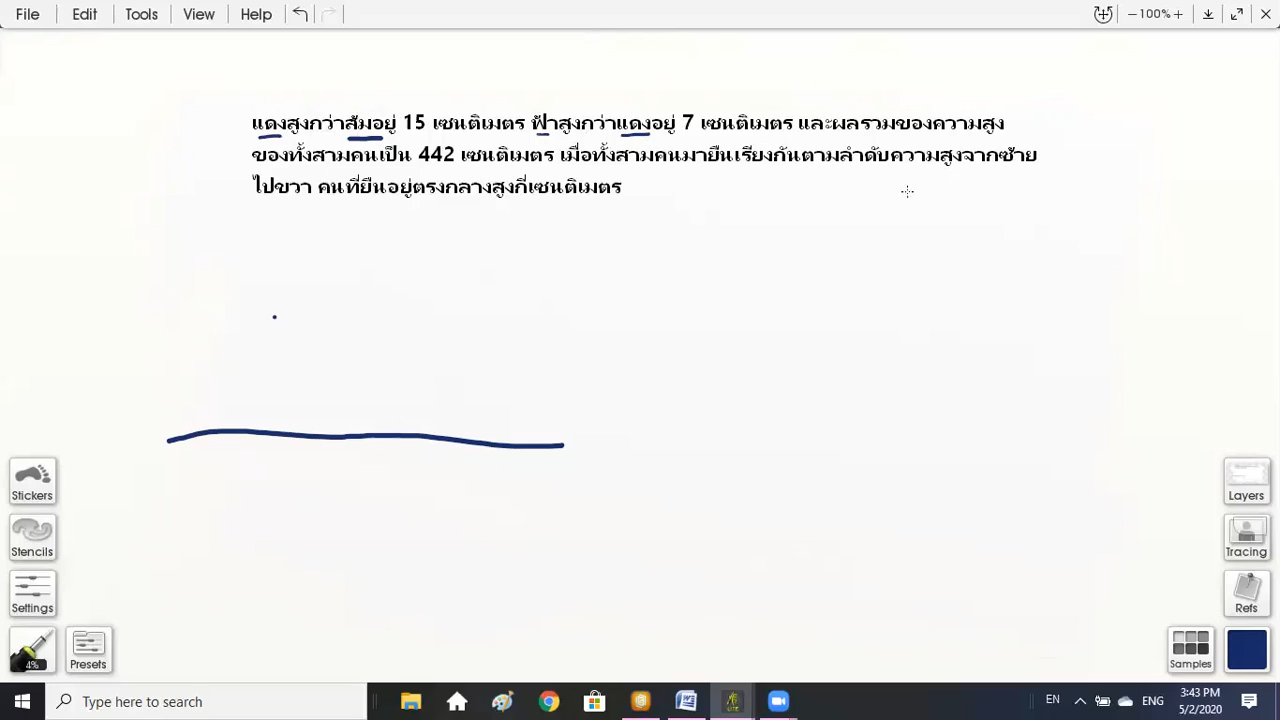 File Edit Tools View Help
100%
แดงสูงกว่าส้มอยู่ 15 เซนติเมตร ฟ้าสูงกว่าแดงอยู่ 7 เซนติเมตร และผลรวมของความสูง
ของทั้งสามคนเป็น 442 เซนติเมตร เมื่อทั้งสามคนมายืนเรียงกันตามลำดับความสูงจากซ้าย
ไปขวา คนที่ยืนอยู่ตรงกลางสูงกี่เซนติเมตร
Stickers
Stencils
Settings
4%
Presets
Layers
Tracing
Refs
Samples
Type here to search
EN
ENG
3:43 PM
5/2/2020